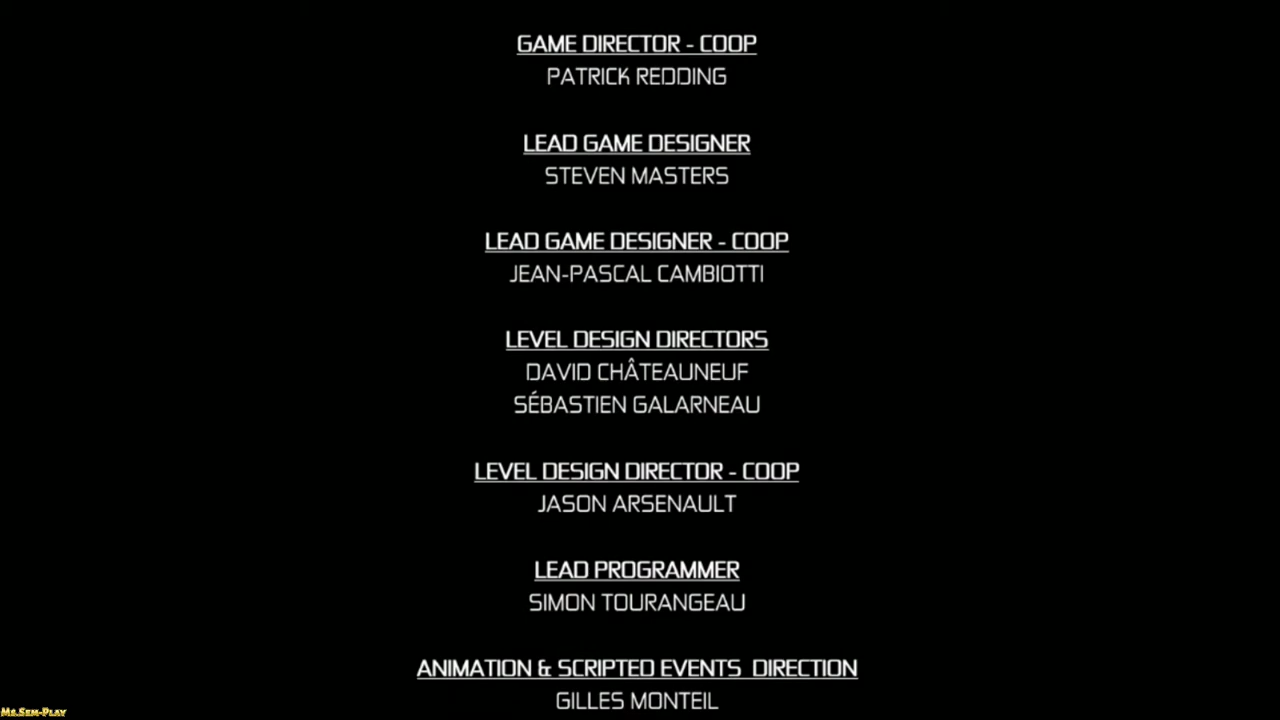 GAME DIRECTOR - COOP
PATRICK REDDING
LEAD GAME DESIGNER
STEVEN MASTERS
LEAD GAME DESIGNER - COOP
JEAN-PASCAL CAMBIOTTI
LEVEL DESIGN DIRECTORS
DAVID CHÂTEAUNEUF
SÉBASTIEN GALARNEAU
LEVEL DESIGN DIRECTOR - COOP
JASON ARSENAULT
LEAD PROGRAMMER
SIMON TOURANGEAU
ANIMATION & SCRIPTED EVENTS  DIRECTION
GILLES MONTEIL
Ms.Sem-Play